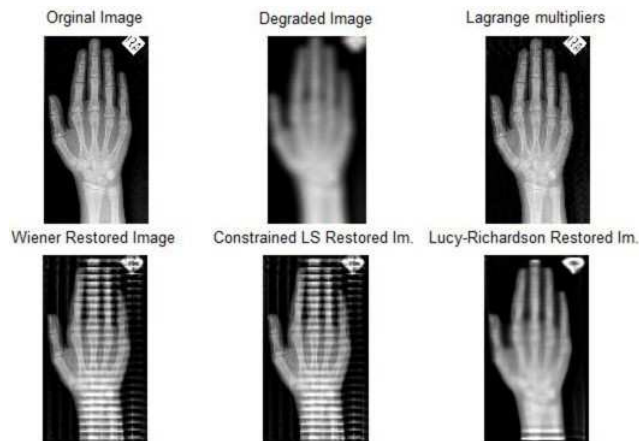 Orginal Image
Degraded Image
Lagrange multipliers
Wiener Restored Image
Constrained LS Restored Im.
Lucy-Richardson Restored Im.